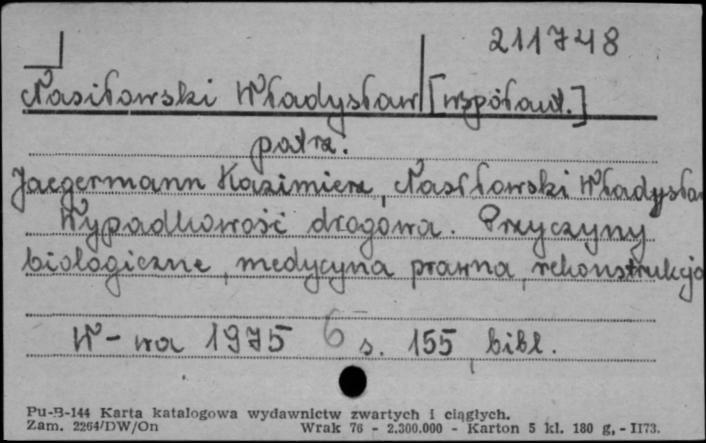 211748
Nasiłowski Władysław [współaut.]
patrz.
Jaegermann Kazimierz, Nasiłowski Władysław
Wypadkowość drogowa. Przyczyny
biologiczne, medycyna prawna, rekonstrukcja
W-wa 1975 6 s. 155, bibl.
Pu-B-144 Karta katalogowa wydawnictw zwartych i ciągłych.
Zam. 2264/DW/On Wrak 76 - 2.300.000 - Karton 5 kl. 180 g, - II73.